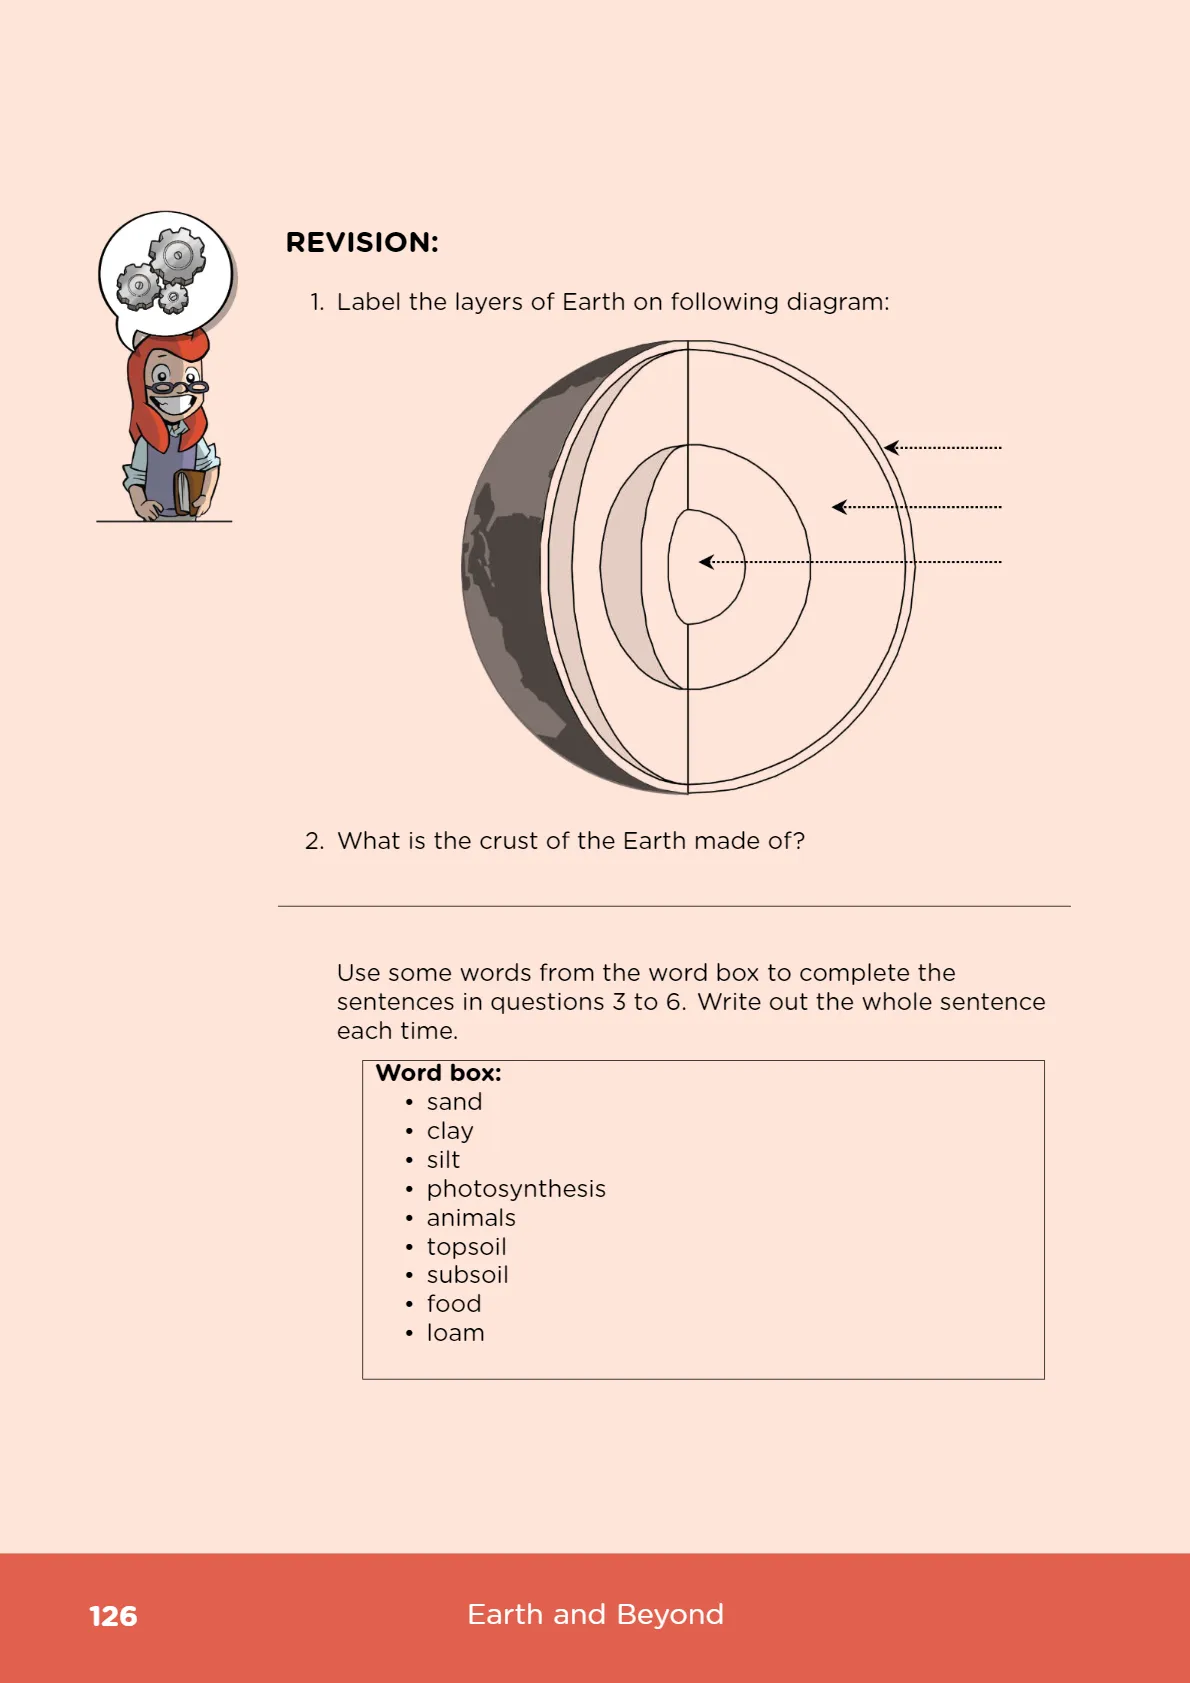 REVISION:
1. Label the layers of Earth on following diagram:
2. What is the crust of the Earth made of?
Use some words from the word box to complete the
sentences in questions 3 to 6. Write out the whole sentence
each time.
Word box:
• sand
• clay
• silt
• photosynthesis
• animals
• topsoil
• subsoil
• food
• loam
126
Earth and Beyond